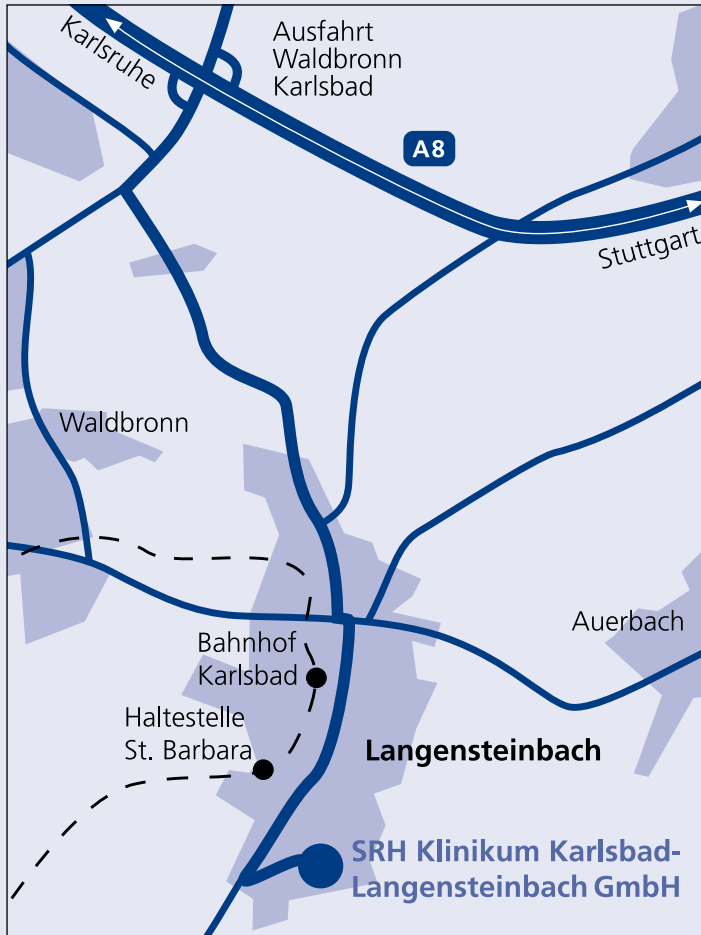 Karlsruhe
Ausfahrt
Waldbronn
Karlsbad
A8
Stuttgart
Waldbronn
Auerbach
Bahnhof
Karlsbad
Haltestelle
St. Barbara
Langensteinbach
SRH Klinikum Karlsbad-
Langensteinbach GmbH